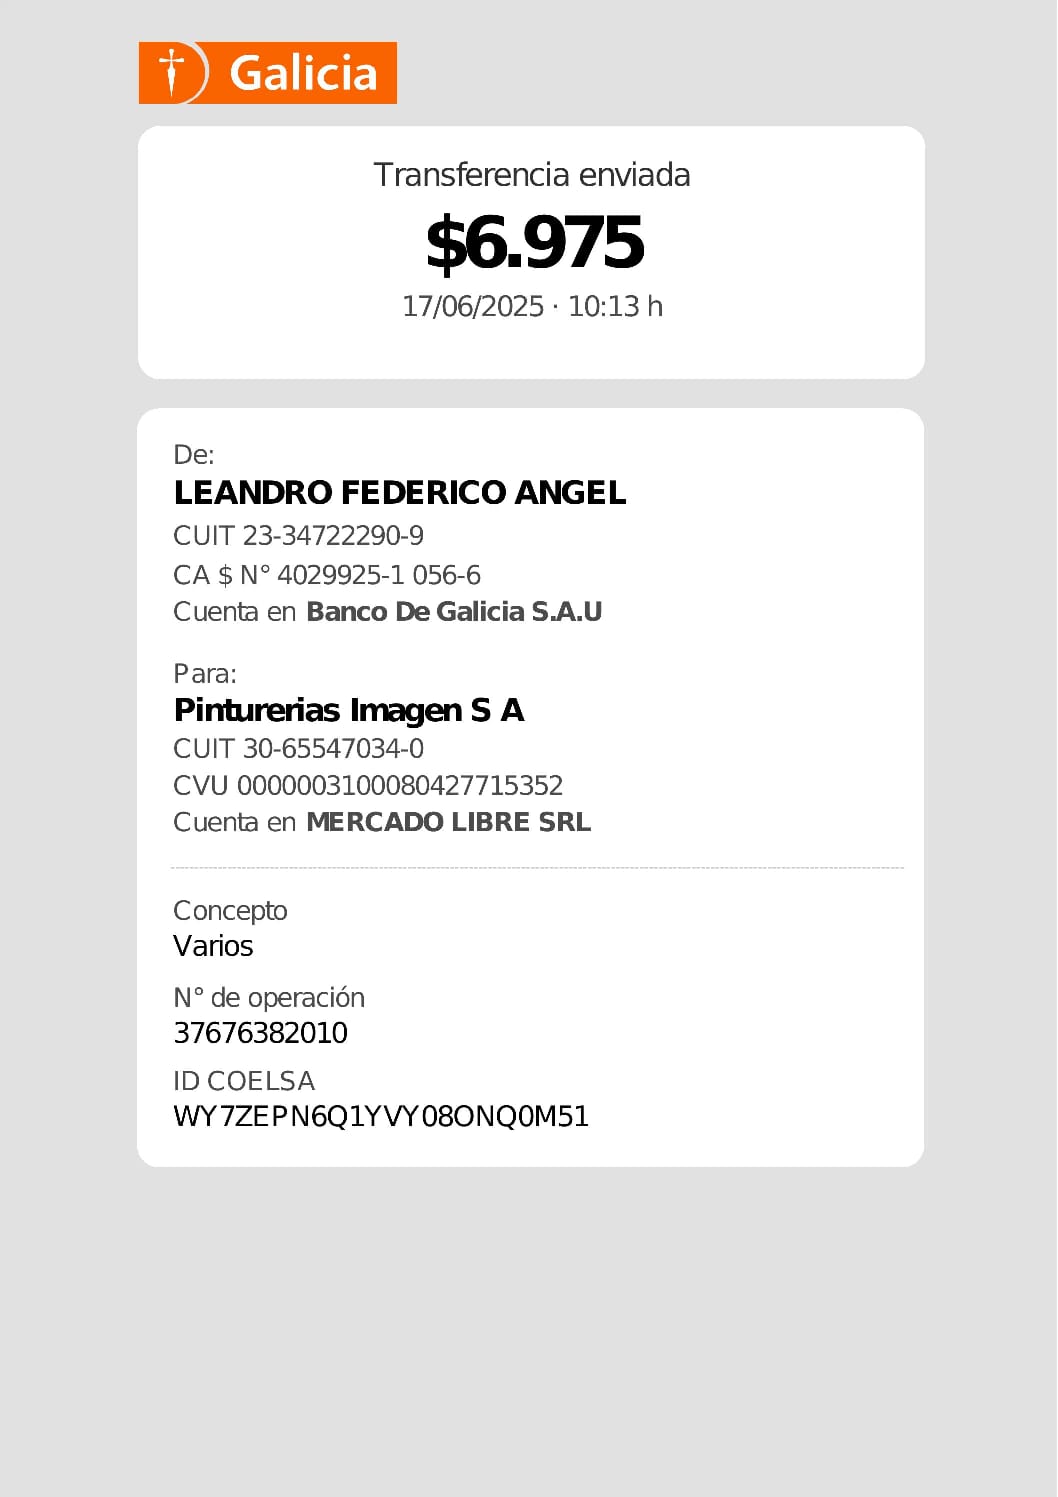 Galicia
Transferencia enviada
$6.975
17/06/2025 · 10:13 h
De:
LEANDRO FEDERICO ANGEL
CUIT 23-34722290-9
CA $ N° 4029925-1 056-6
Cuenta en Banco De Galicia S.A.U
Para:
Pinturerias Imagen S A
CUIT 30-65547034-0
CVU 0000003100080427715352
Cuenta en MERCADO LIBRE SRL
Concepto
Varios
N° de operación
37676382010
ID COELSA
WY7ZEPN6Q1YVY08ONQ0M51